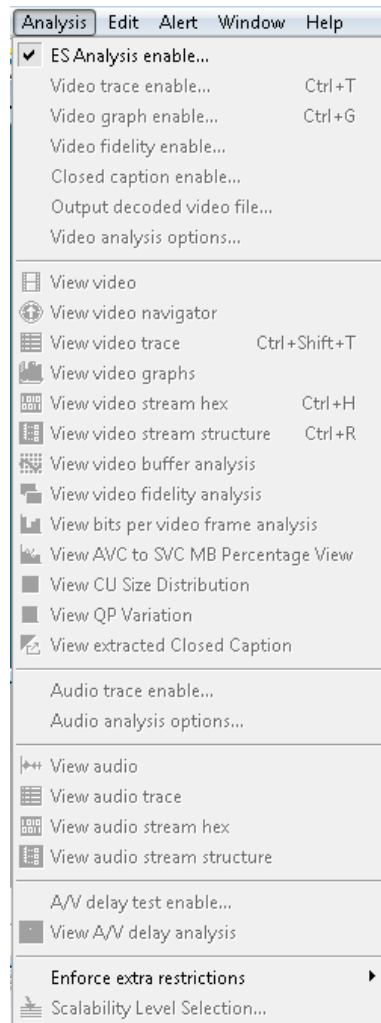 Analysis Edit Alert Window Help
ES Analysis enable...
Video trace enable... Ctrl+T
Video graph enable... Ctrl+G
Video fidelity enable...
Closed caption enable...
Output decoded video file...
Video analysis options...
View video
View video navigator
View video trace Ctrl+Shift+T
View video graphs
View video stream hex Ctrl+H
View video stream structure Ctrl+R
View video buffer analysis
View video fidelity analysis
View bits per video frame analysis
View AVC to SVC MB Percentage View
View CU Size Distribution
View QP Variation
View extracted Closed Caption
Audio trace enable...
Audio analysis options...
View audio
View audio trace
View audio stream hex
View audio stream structure
A/V delay test enable...
View A/V delay analysis
Enforce extra restrictions
Scalability Level Selection...